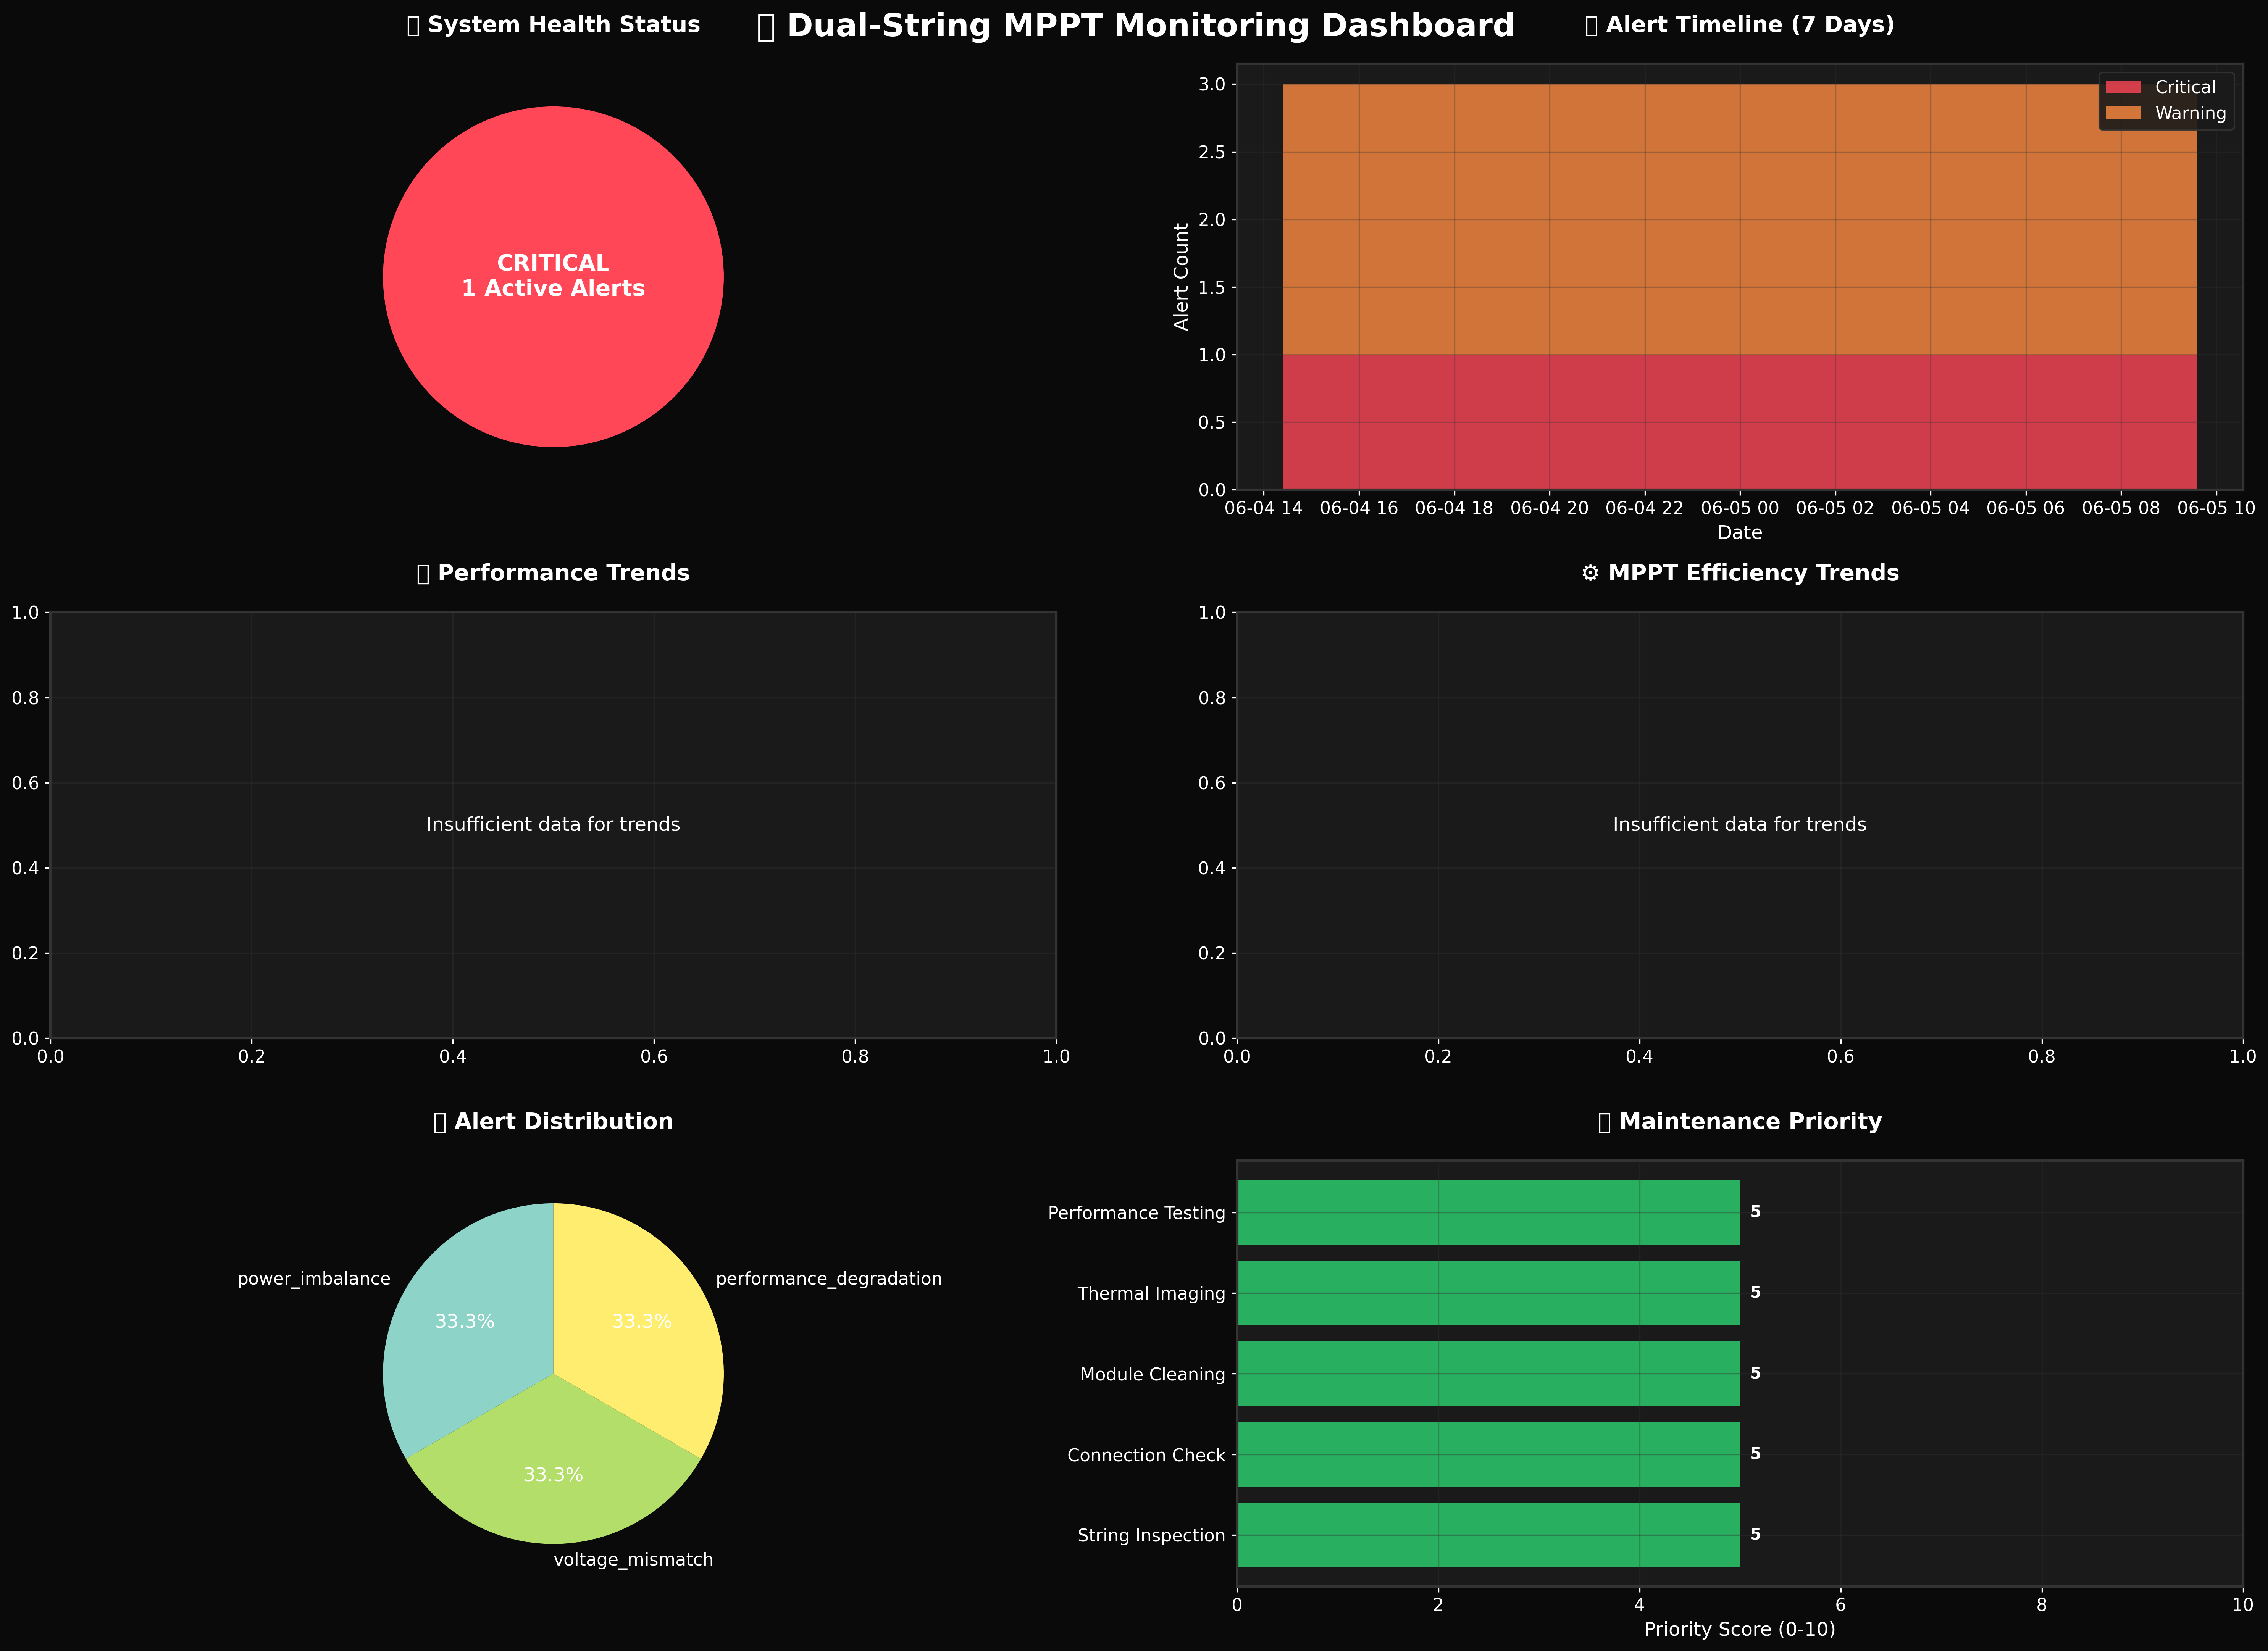 System Health Status
Dual-String MPPT Monitoring Dashboard
Alert Timeline (7 Days)
CRITICAL
1 Active Alerts
Critical
Warning
Alert Count
3.0
2.5
2.0
1.5
1.0
0.5
0.0
06-04 14 06-04 16 06-04 18 06-04 20 06-04 22 06-05 00 06-05 02 06-05 04 06-05 06 06-05 08 06-05 10
Date
Performance Trends
1.0
0.8
0.6
0.4
0.2
0.0
Insufficient data for trends
0.0 0.2 0.4 0.6 0.8 1.0
⚙ MPPT Efficiency Trends
1.0
0.8
0.6
0.4
0.2
0.0
Insufficient data for trends
0.0 0.2 0.4 0.6 0.8 1.0
Alert Distribution
power_imbalance
performance_degradation
33.3%
33.3%
33.3%
voltage_mismatch
Maintenance Priority
Performance Testing 5
Thermal Imaging 5
Module Cleaning 5
Connection Check 5
String Inspection 5
0 2 4 6 8 10
Priority Score (0-10)